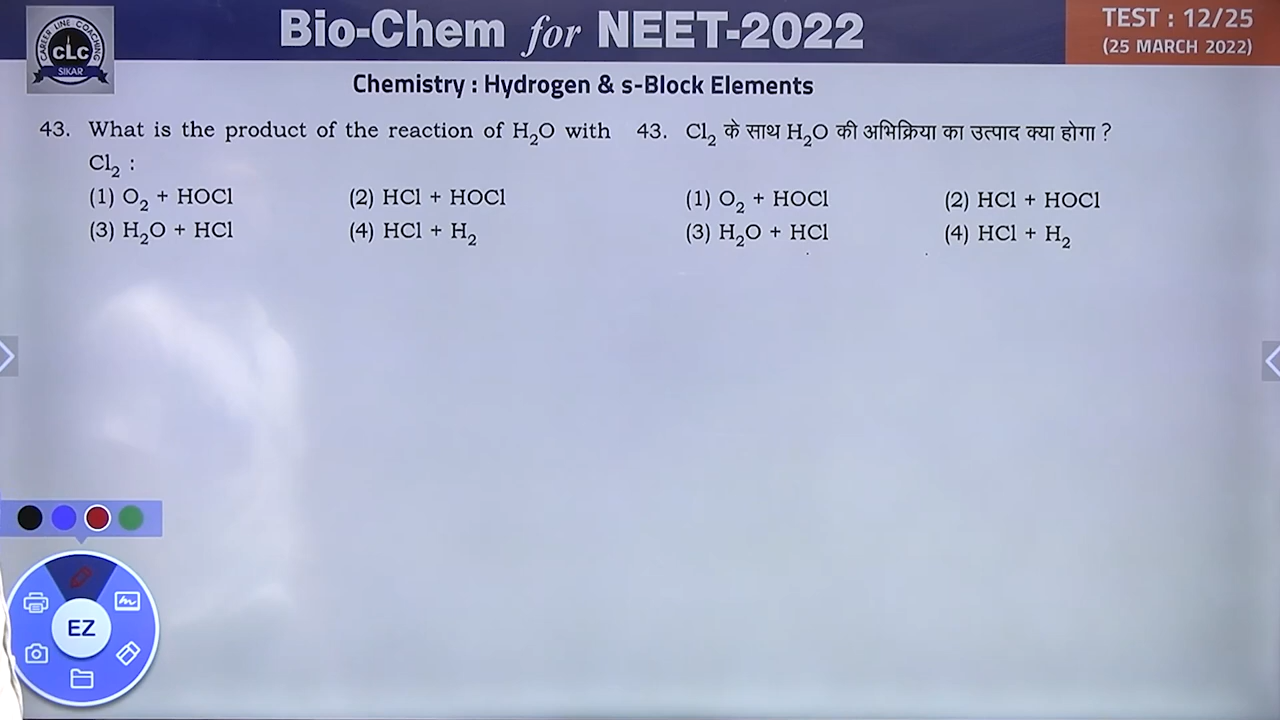 CAREER LINE COACHING
CLC
SIKAR
Bio-Chem for NEET-2022
TEST : 12/25
(25 MARCH 2022)
Chemistry : Hydrogen & s-Block Elements
43. What is the product of the reaction of H₂O with
Cl₂ :
(1) O₂ + HOCl (2) HCl + HOCl
(3) H₂O + HCl (4) HCl + H₂
43. Cl₂ के साथ H₂O की अभिक्रिया का उत्पाद क्या होगा ?
(1) O₂ + HOCl (2) HCl + HOCl
(3) H₂O + HCl (4) HCl + H₂
EZ